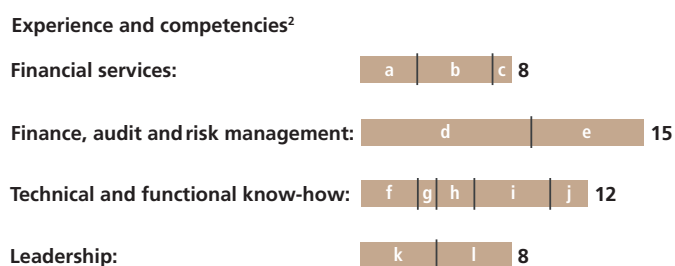 Experience and competencies²
Financial services: a b c 8
Finance, audit and risk management: d e 15
Technical and functional know-how: f g h i j 12
Leadership: k l 8